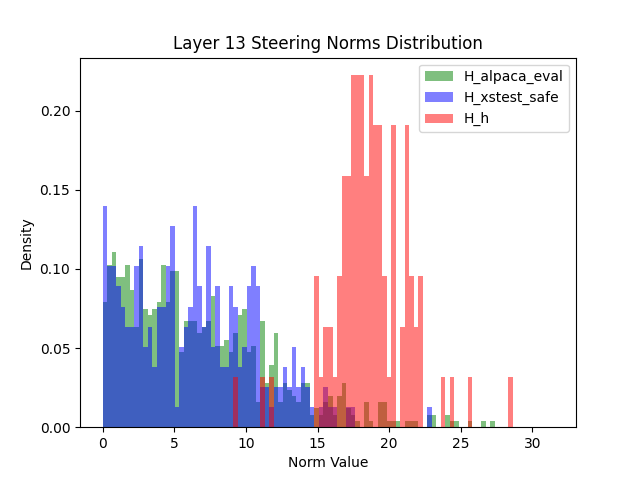 Layer 13 Steering Norms Distribution
H_alpaca_eval
H_xstest_safe
H_h
0.20
0.15
0.10
0.05
0.00
Density
0 5 10 15 20 25 30
Norm Value